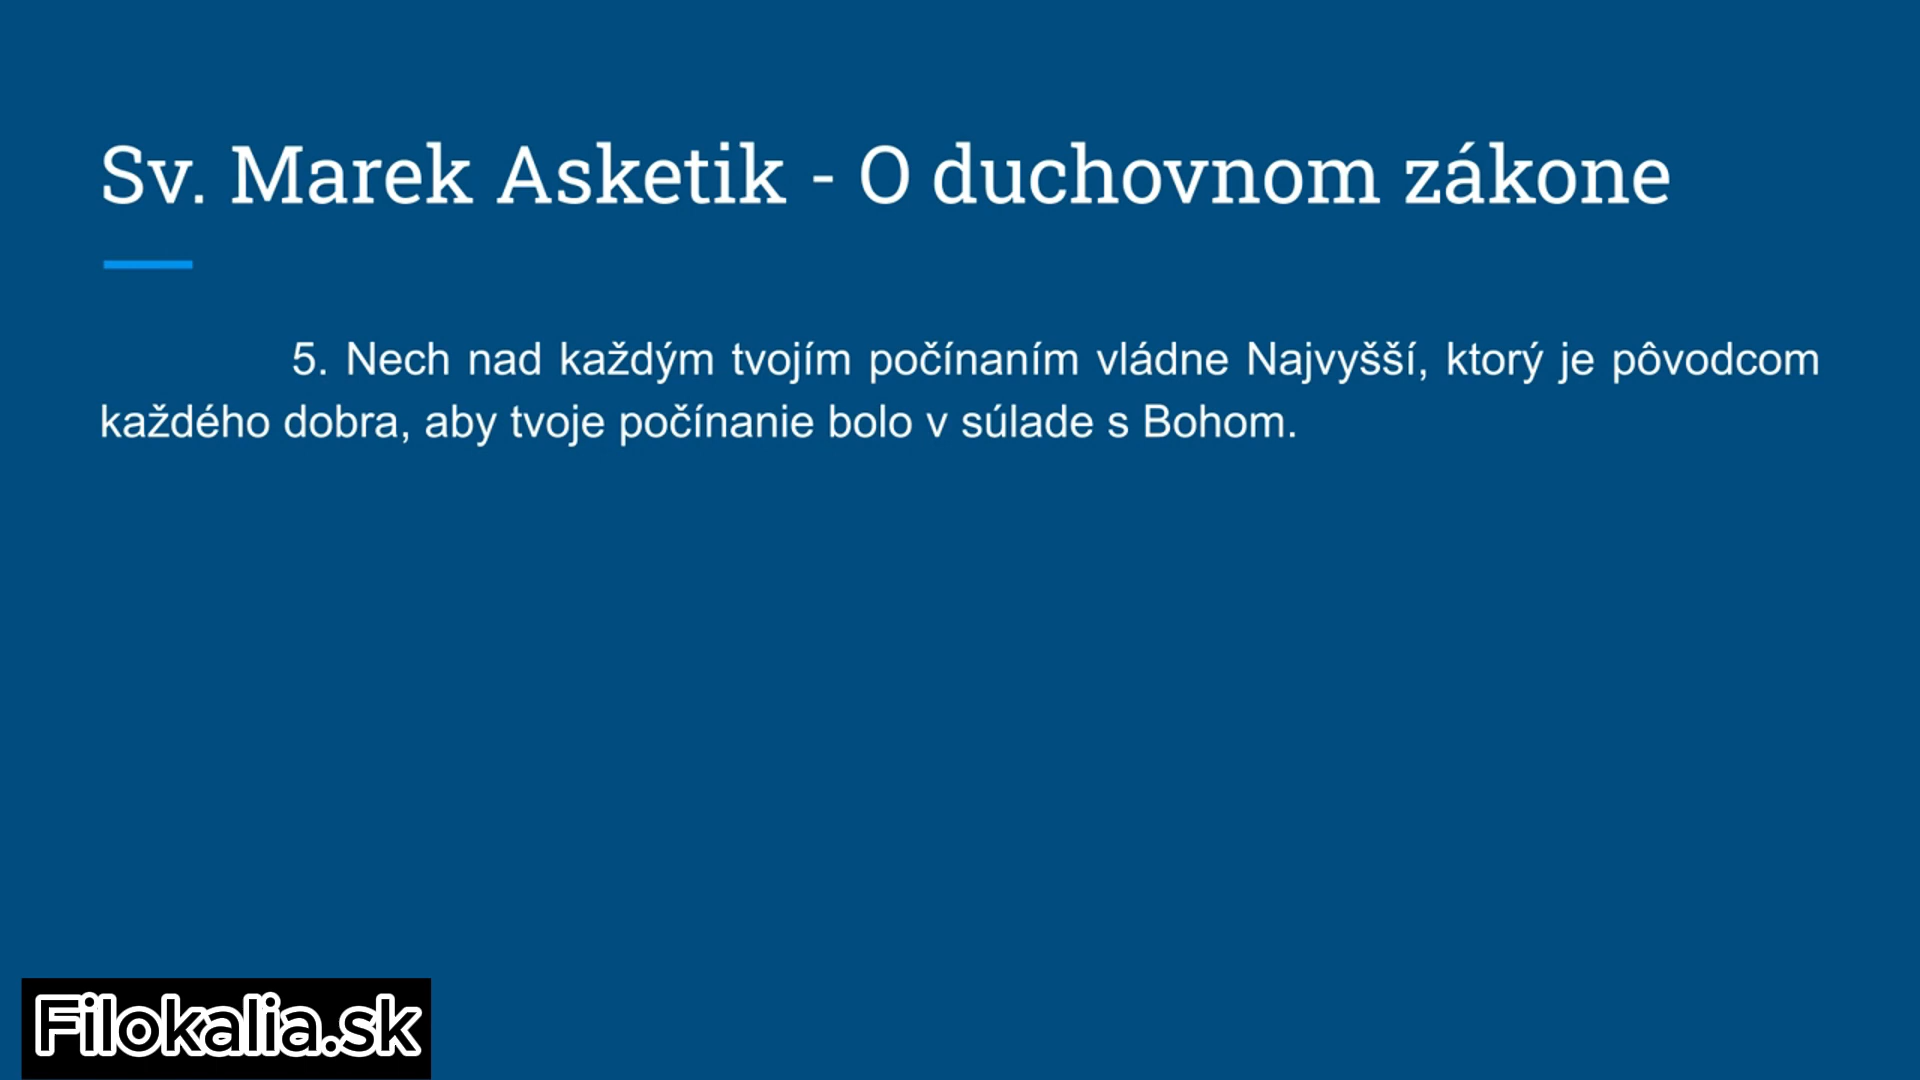 Sv. Marek Asketik - O duchovnom zákone
5. Nech nad každým tvojím počínaním vládne Najvyšší, ktorý je pôvodcom
každého dobra, aby tvoje počínanie bolo v súlade s Bohom.
Filokalia.sk